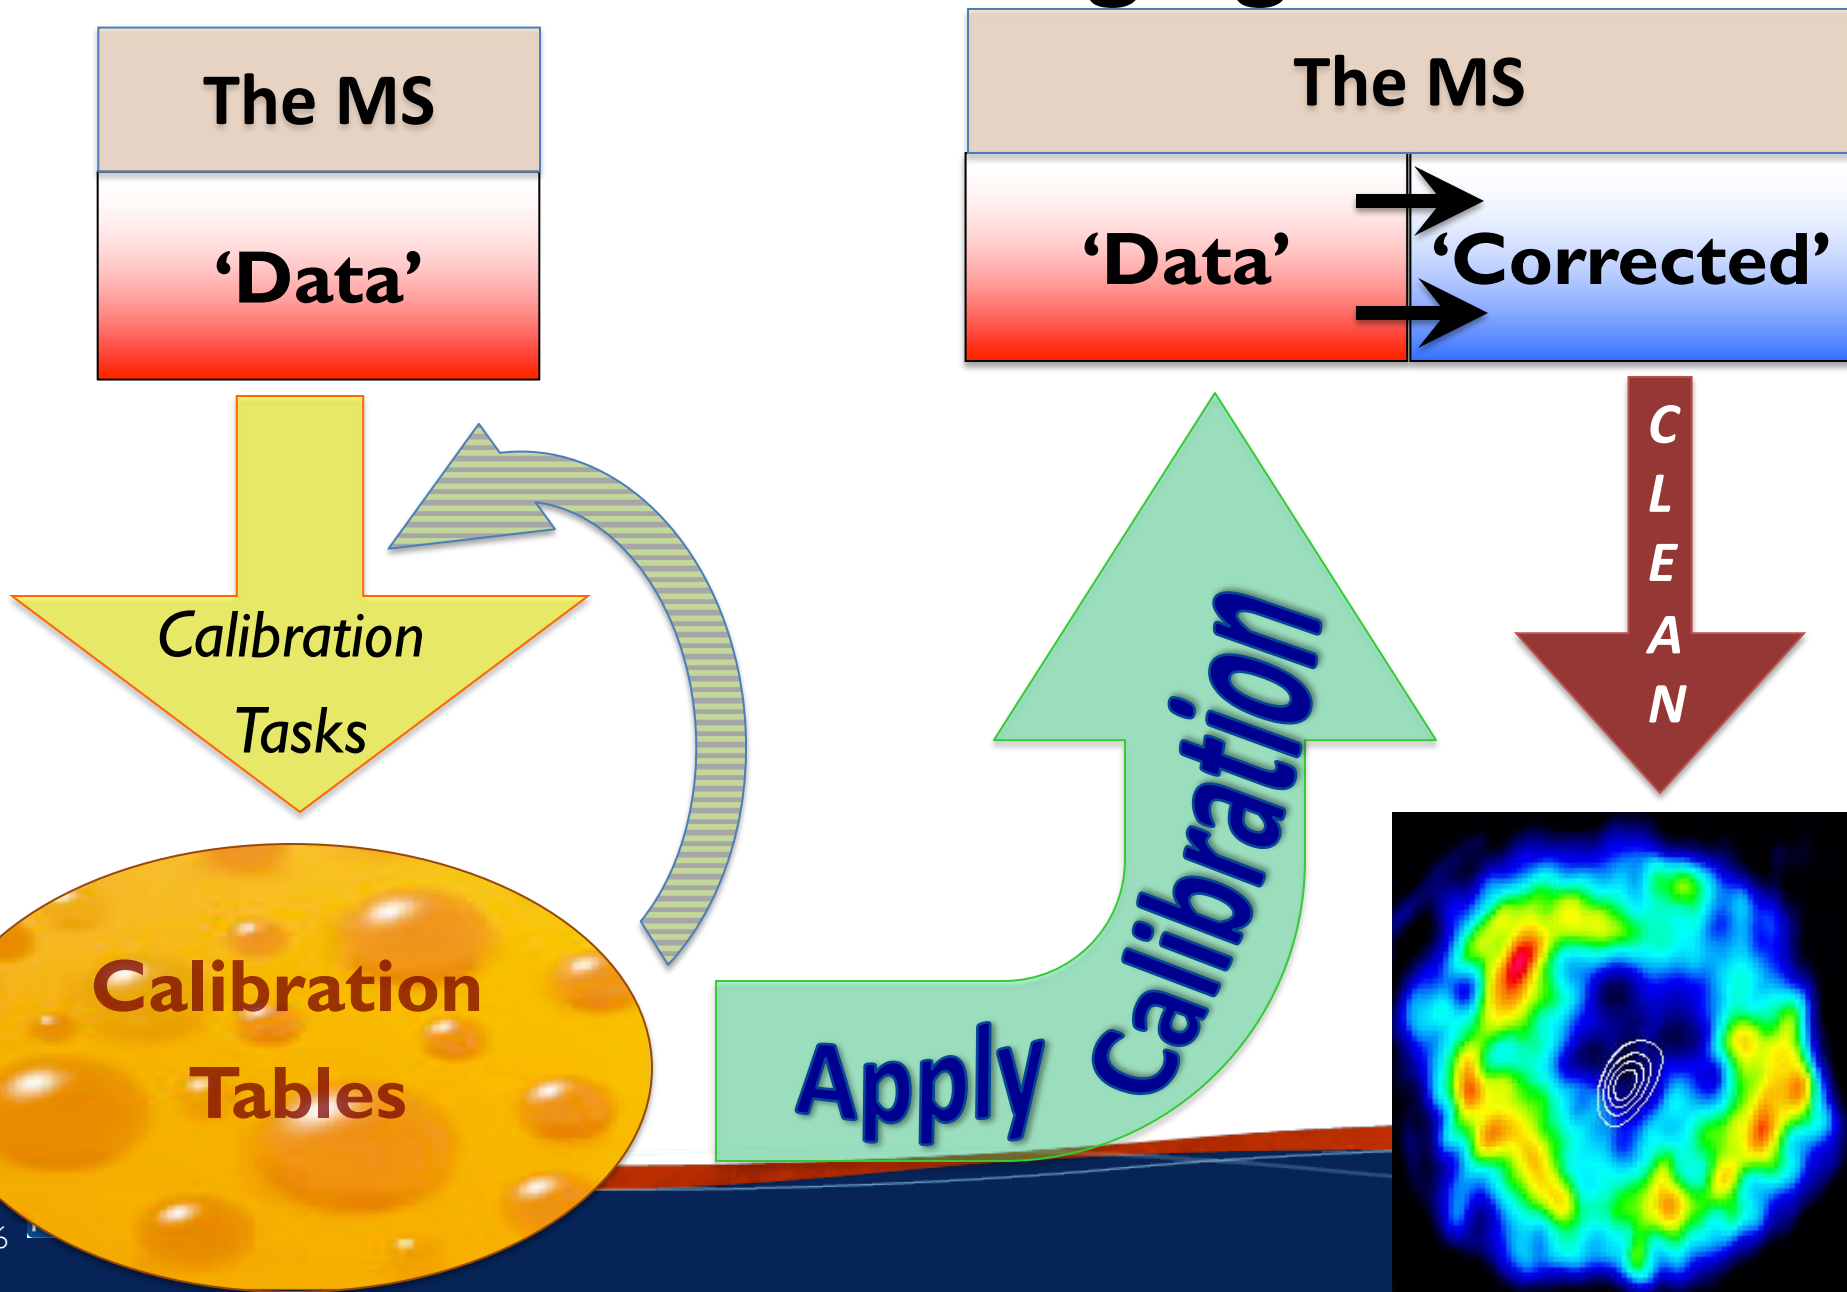 The MS
‘Data’
Calibration
Tasks
Calibration
Tables
Apply Calibration
The MS
‘Data’
‘Corrected’
C
L
E
A
N